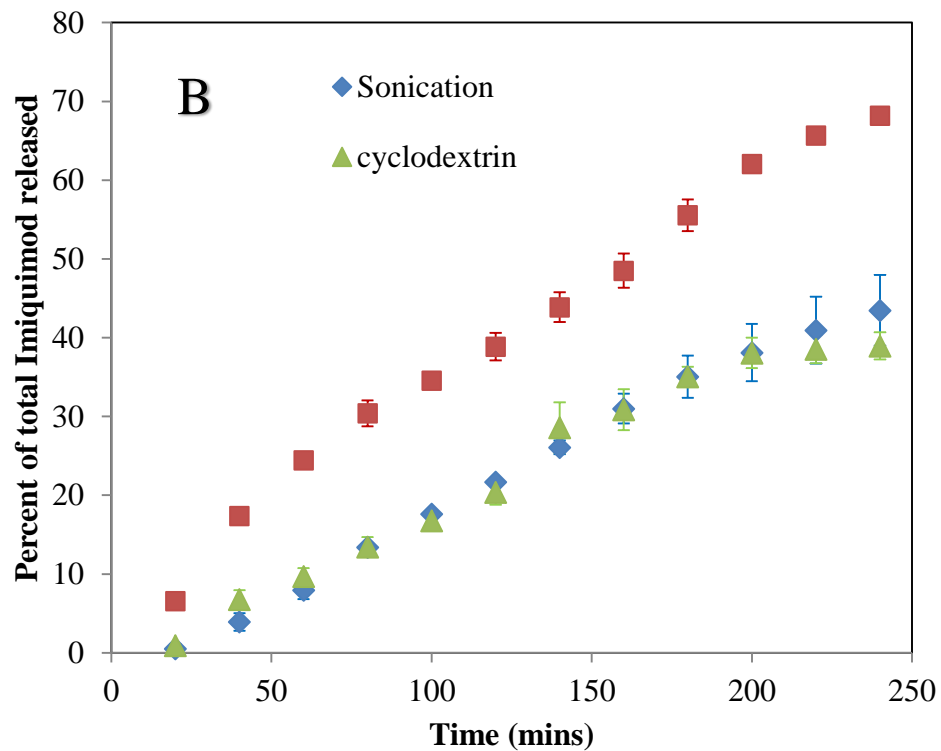 80
70
60
50
40
30
20
10
0
Percent of total Imiquimod released
B
Sonication
cyclodextrin
0 50 100 150 200 250
Time (mins)